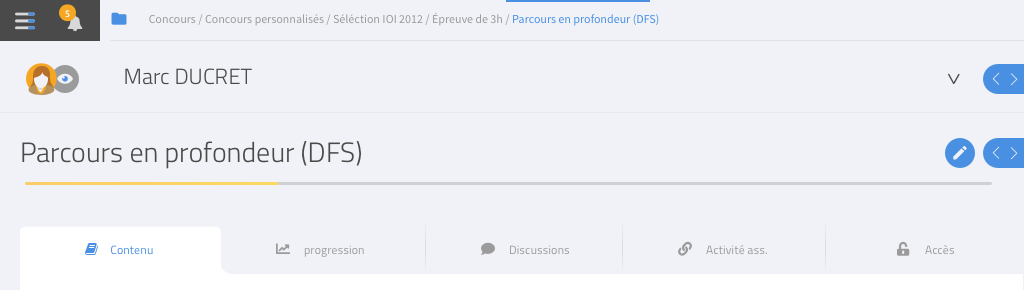 5
Concours / Concours personnalisés / Séléction IOI 2012 / Épreuve de 3h / Parcours en profondeur (DFS)
Marc DUCRET
Parcours en profondeur (DFS)
Contenu progression Discussions Activité ass. Accès